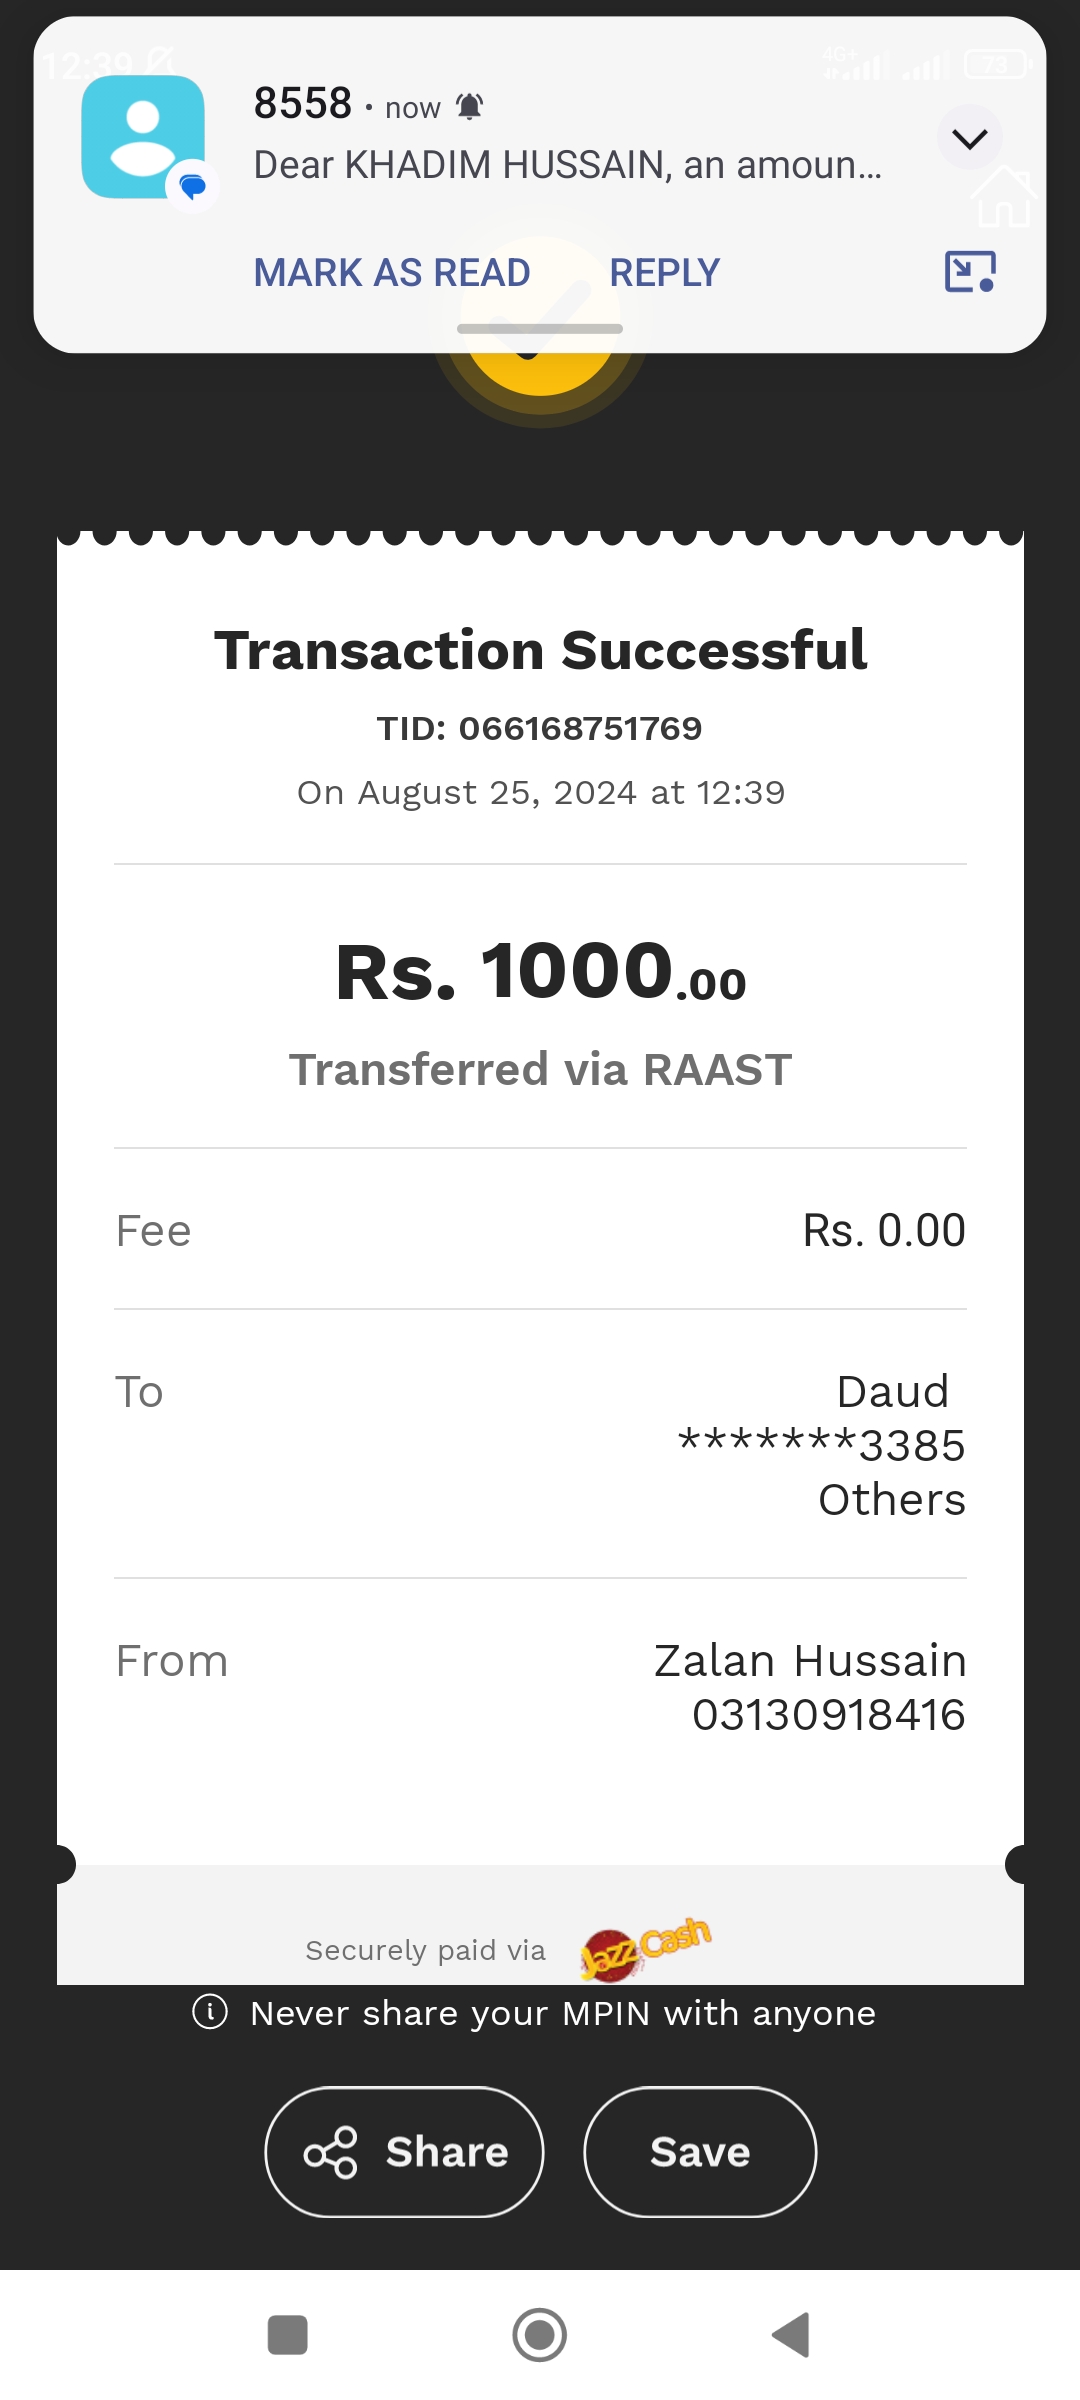 12:39
4G+
73
8558 · now
Dear KHADIM HUSSAIN, an amoun...
MARK AS READ
REPLY
Transaction Successful
TID: 066168751769
On August 25, 2024 at 12:39
Rs. 1000.00
Transferred via RAAST
Fee
Rs. 0.00
To
Daud
*******3385
Others
From
Zalan Hussain
03130918416
Securely paid via JazzCash
Never share your MPIN with anyone
Share
Save